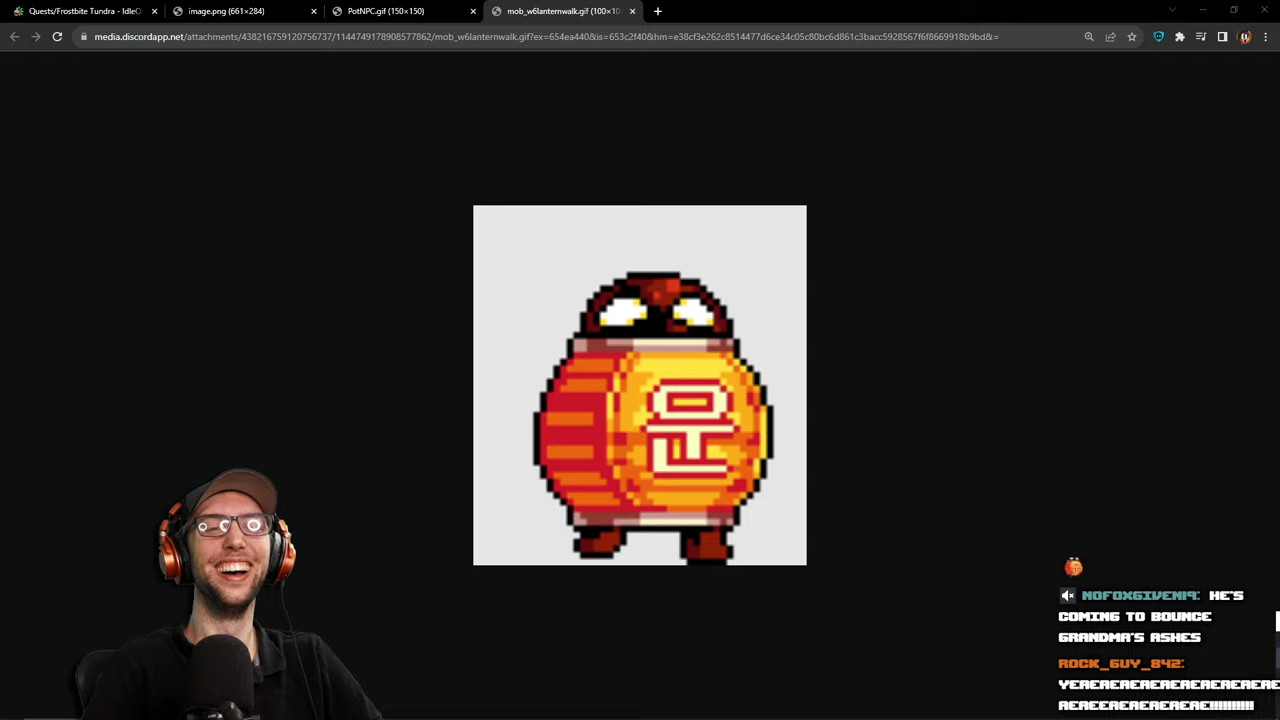 Quests/Frostbite Tundra - IdleO
image.png (661×284)
PotNPC.gif (150×150)
mob_w6lanternwalk.gif (100×10
media.discordapp.net/attachments/438216759120756737/1144749178908577862/mob_w6lanternwalk.gif?ex=654ea440&is=653c2f40&hm=e38cf3e262c8514477d6ce34c05c80bc6d861c3bacc5928567f6f8669918b9bd&=
NOFOXGIVEN19: HE'S
COMING TO BOUNCE
GRANDMA'S ASHES
ROCK_GUY_842:
YEAEAEAEAEAEAEAEAEAEAE
AEAEEAEAEAEAEAE!!!!!!!!!!